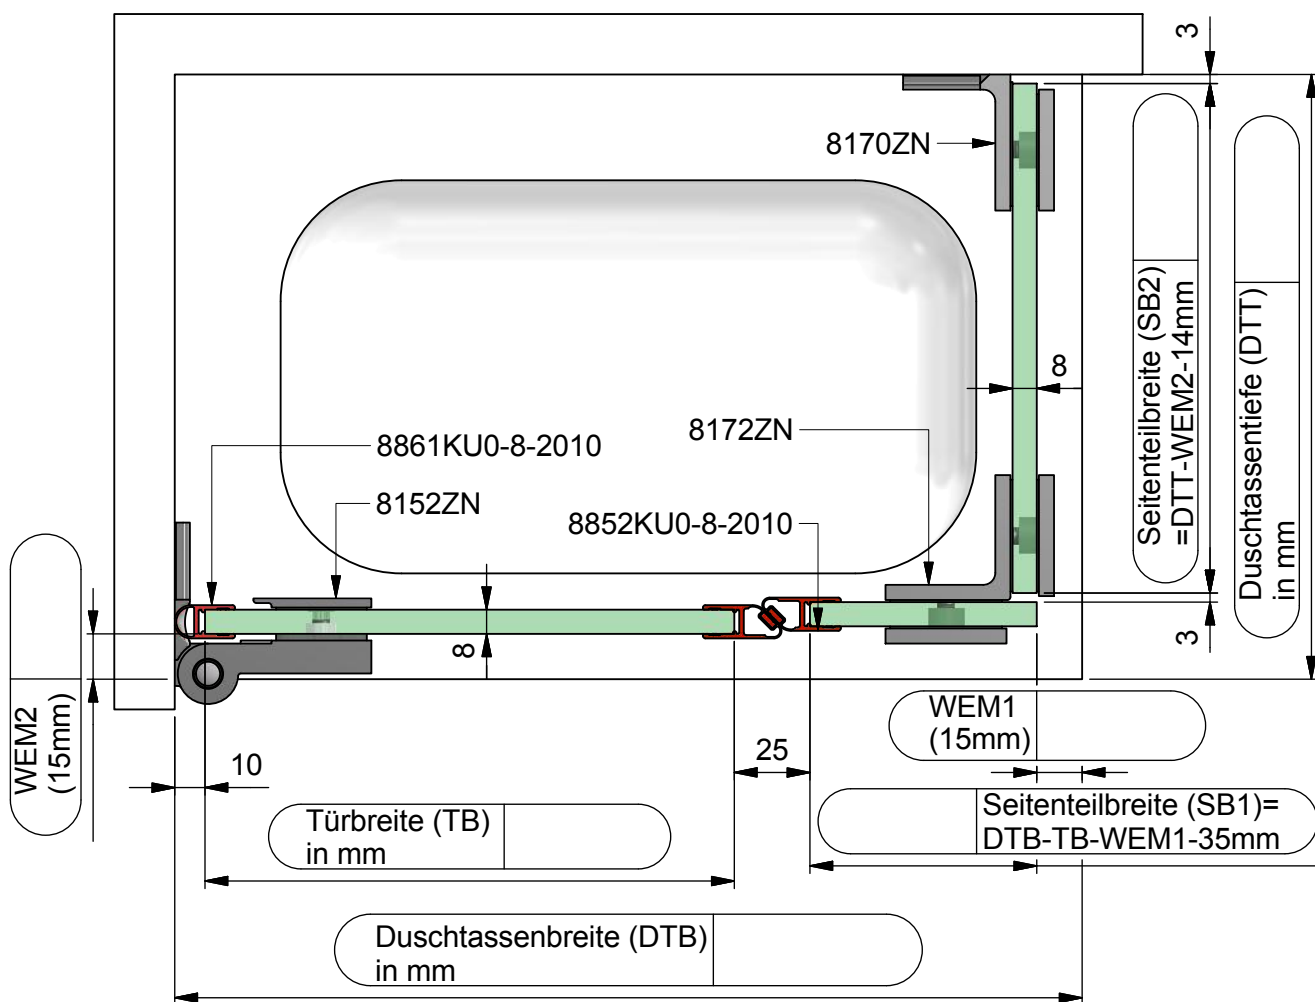 3
8170ZN
Seitenteilbreite (SB2)
=DTT-WEM2-14mm
Duschtassentiefe (DTT)
in mm
8
8172ZN
8861KU0-8-2010
8152ZN
8852KU0-8-2010
8
3
WEM2
(15mm)
WEM1
(15mm)
10
25
Türbreite (TB)
in mm
Seitenteilbreite (SB1)=
DTB-TB-WEM1-35mm
Duschtassenbreite (DTB)
in mm